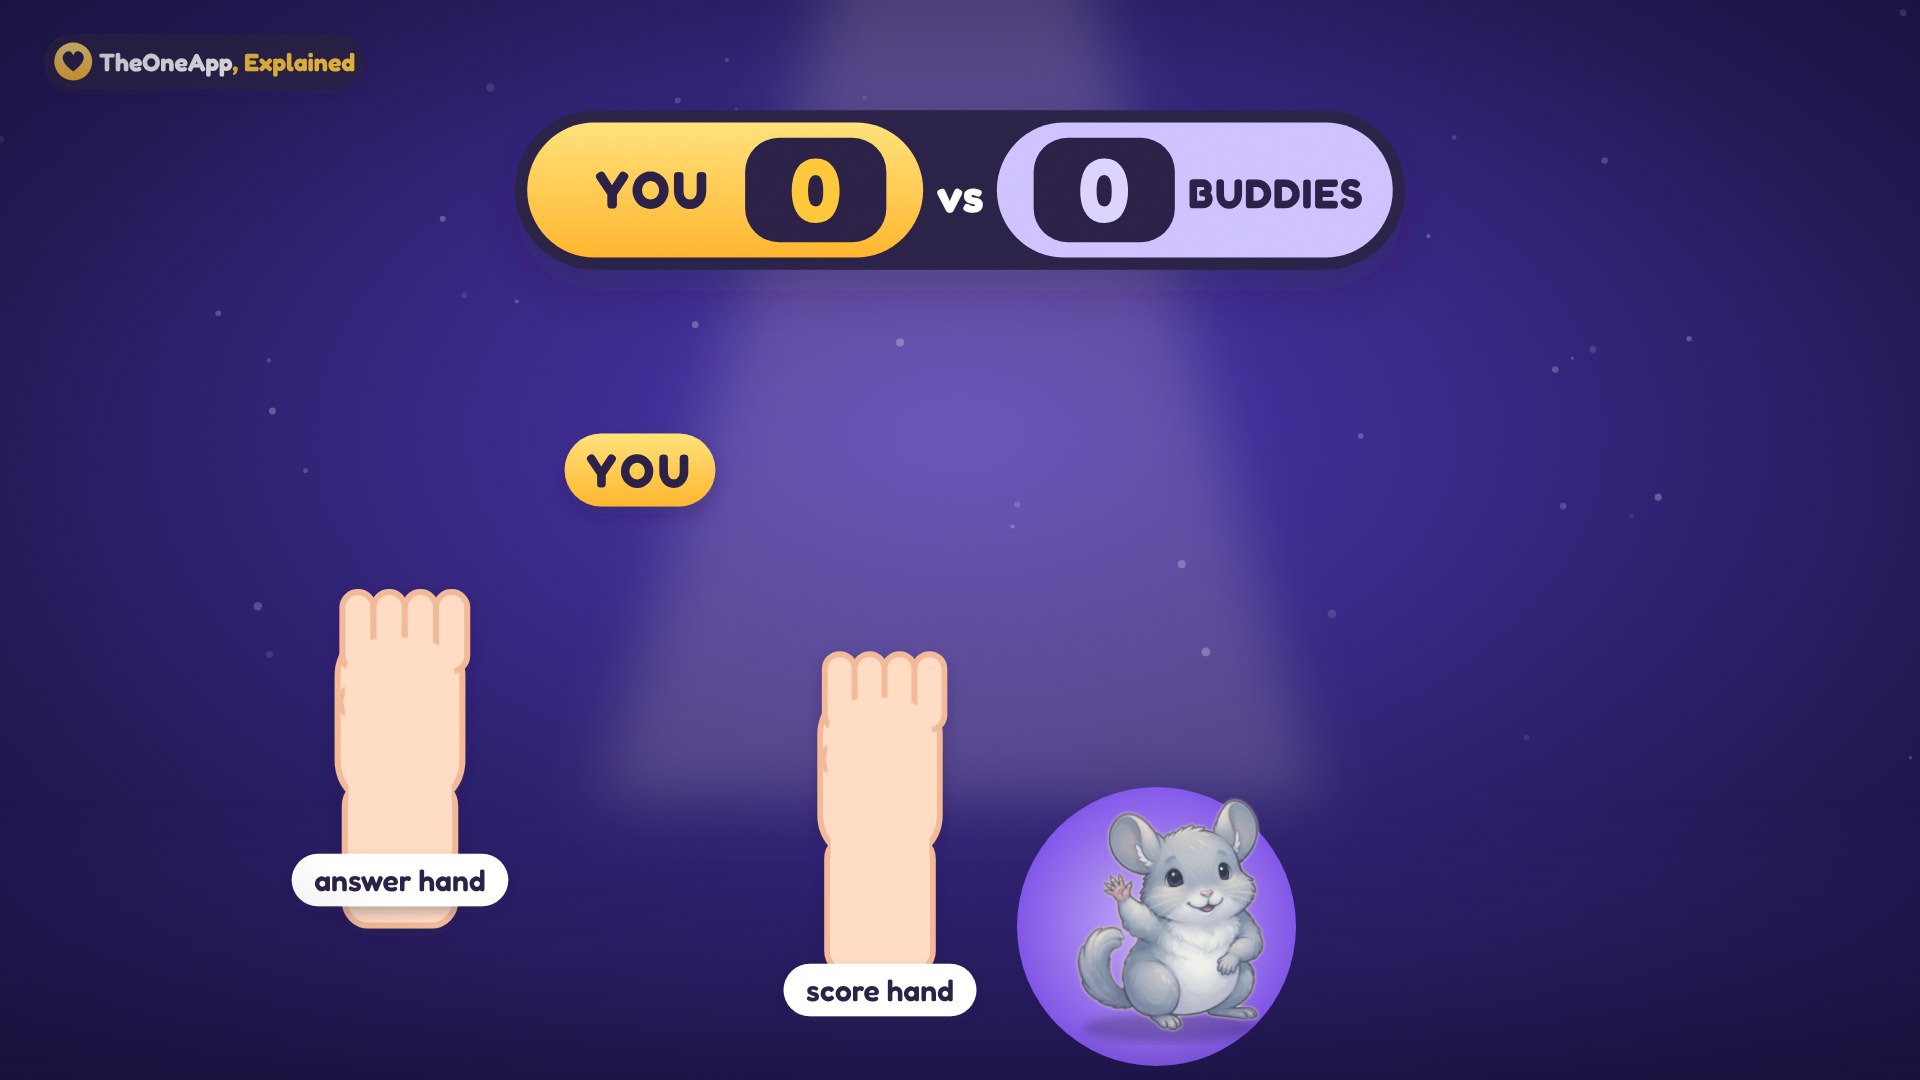 TheOneApp, Explained
YOU 0 vs 0 BUDDIES
YOU
answer hand
score hand